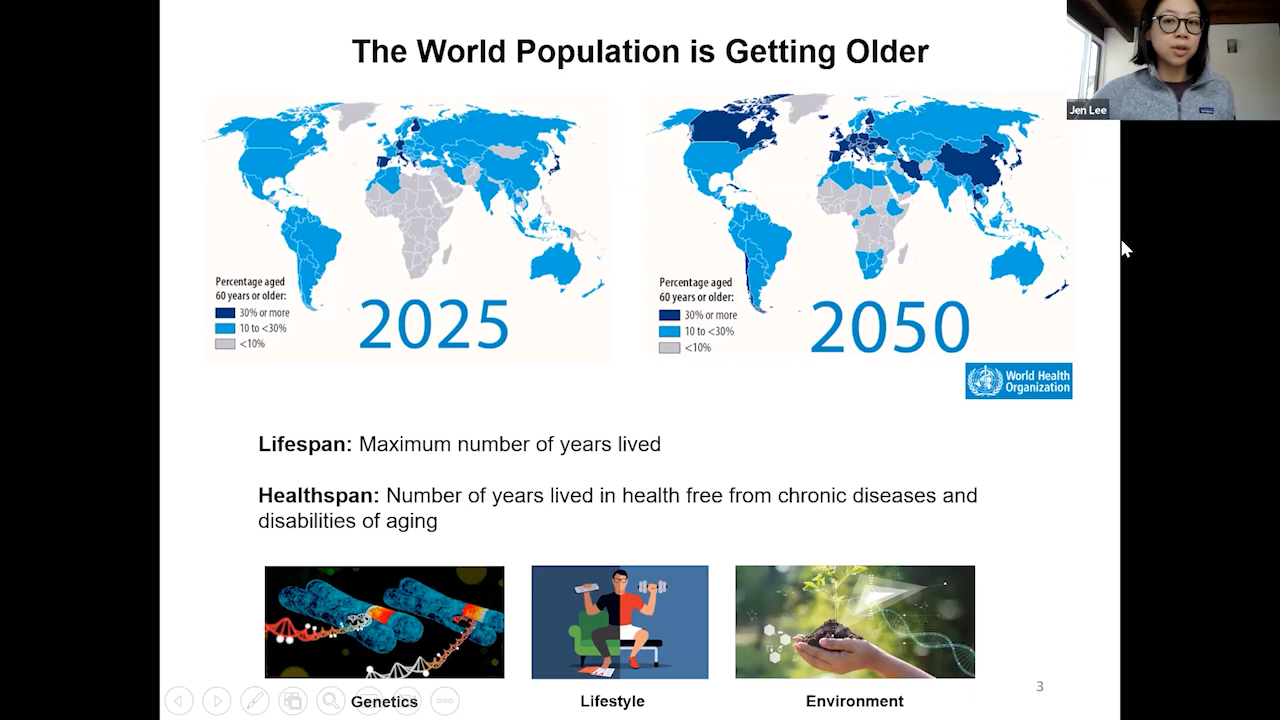 The World Population is Getting Older
Jen Lee
Percentage aged
60 years or older:
30% or more
10 to <30%
<10%
2025
Percentage aged
60 years or older:
30% or more
10 to <30%
<10%
2050
World Health
Organization
Lifespan: Maximum number of years lived
Healthspan: Number of years lived in health free from chronic diseases and
disabilities of aging
Genetics
Lifestyle
Environment
3